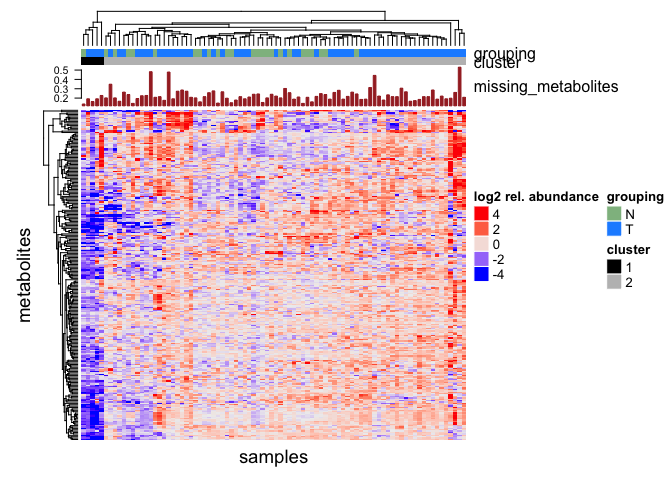 grouping
cluster
0.5
0.4
0.3
0.2
missing_metabolites
metabolites
samples
log2 rel. abundance
4
2
0
-2
-4
grouping
N
T
cluster
1
2